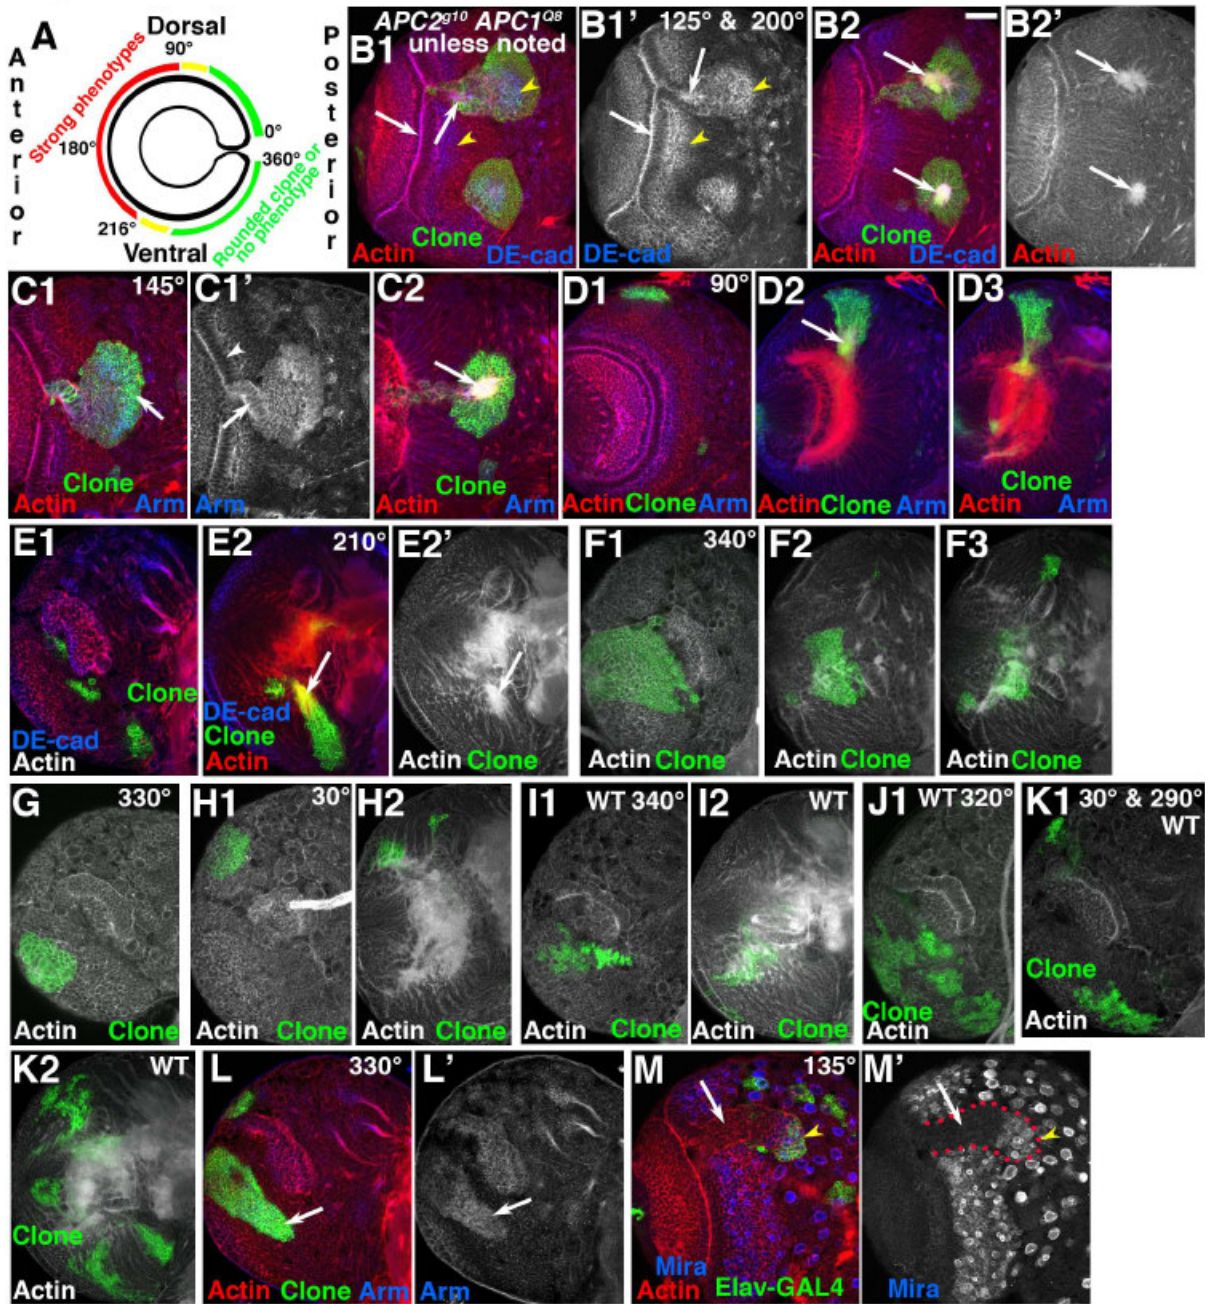 A
Anterior
Dorsal
90°
Strong phenotypes
180°
0°
360°
216°
Ventral
Rounded clone or
no phenotype
Posterior
B1
APC2g10 APC1Q8
unless noted
Clone
Actin DE-cad
B1’ 125° & 200°
DE-cad
B2
Clone
Actin DE-cad
B2’
Actin
C1 145°
Clone
Actin Arm
C1’
Arm
C2
Clone
Actin Arm
D1 90°
Actin Clone Arm
D2
Actin Clone Arm
D3
Clone
Actin Arm
E1
Clone
DE-cad
Actin
E2 210°
DE-cad
Clone
Actin
E2’
Actin Clone
F1 340°
Actin Clone
F2
Actin Clone
F3
Actin Clone
G 330°
Actin Clone
H1 30°
Actin Clone
H2
Actin Clone
I1 WT 340°
Actin Clone
I2 WT
Actin Clone
J1 WT 320°
Clone
Actin
K1 30° & 290°
WT
Clone
Actin
K2 WT
Clone
Actin
L 330°
Actin Clone Arm
L’
Arm
M 135°
Mira
Actin Elav-GAL4
M’
Mira